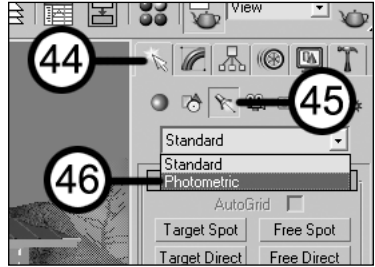 View
44
45
Standard
Standard
46 Photometric
AutoGrid
Target Spot Free Spot
Target Direct Free Direct